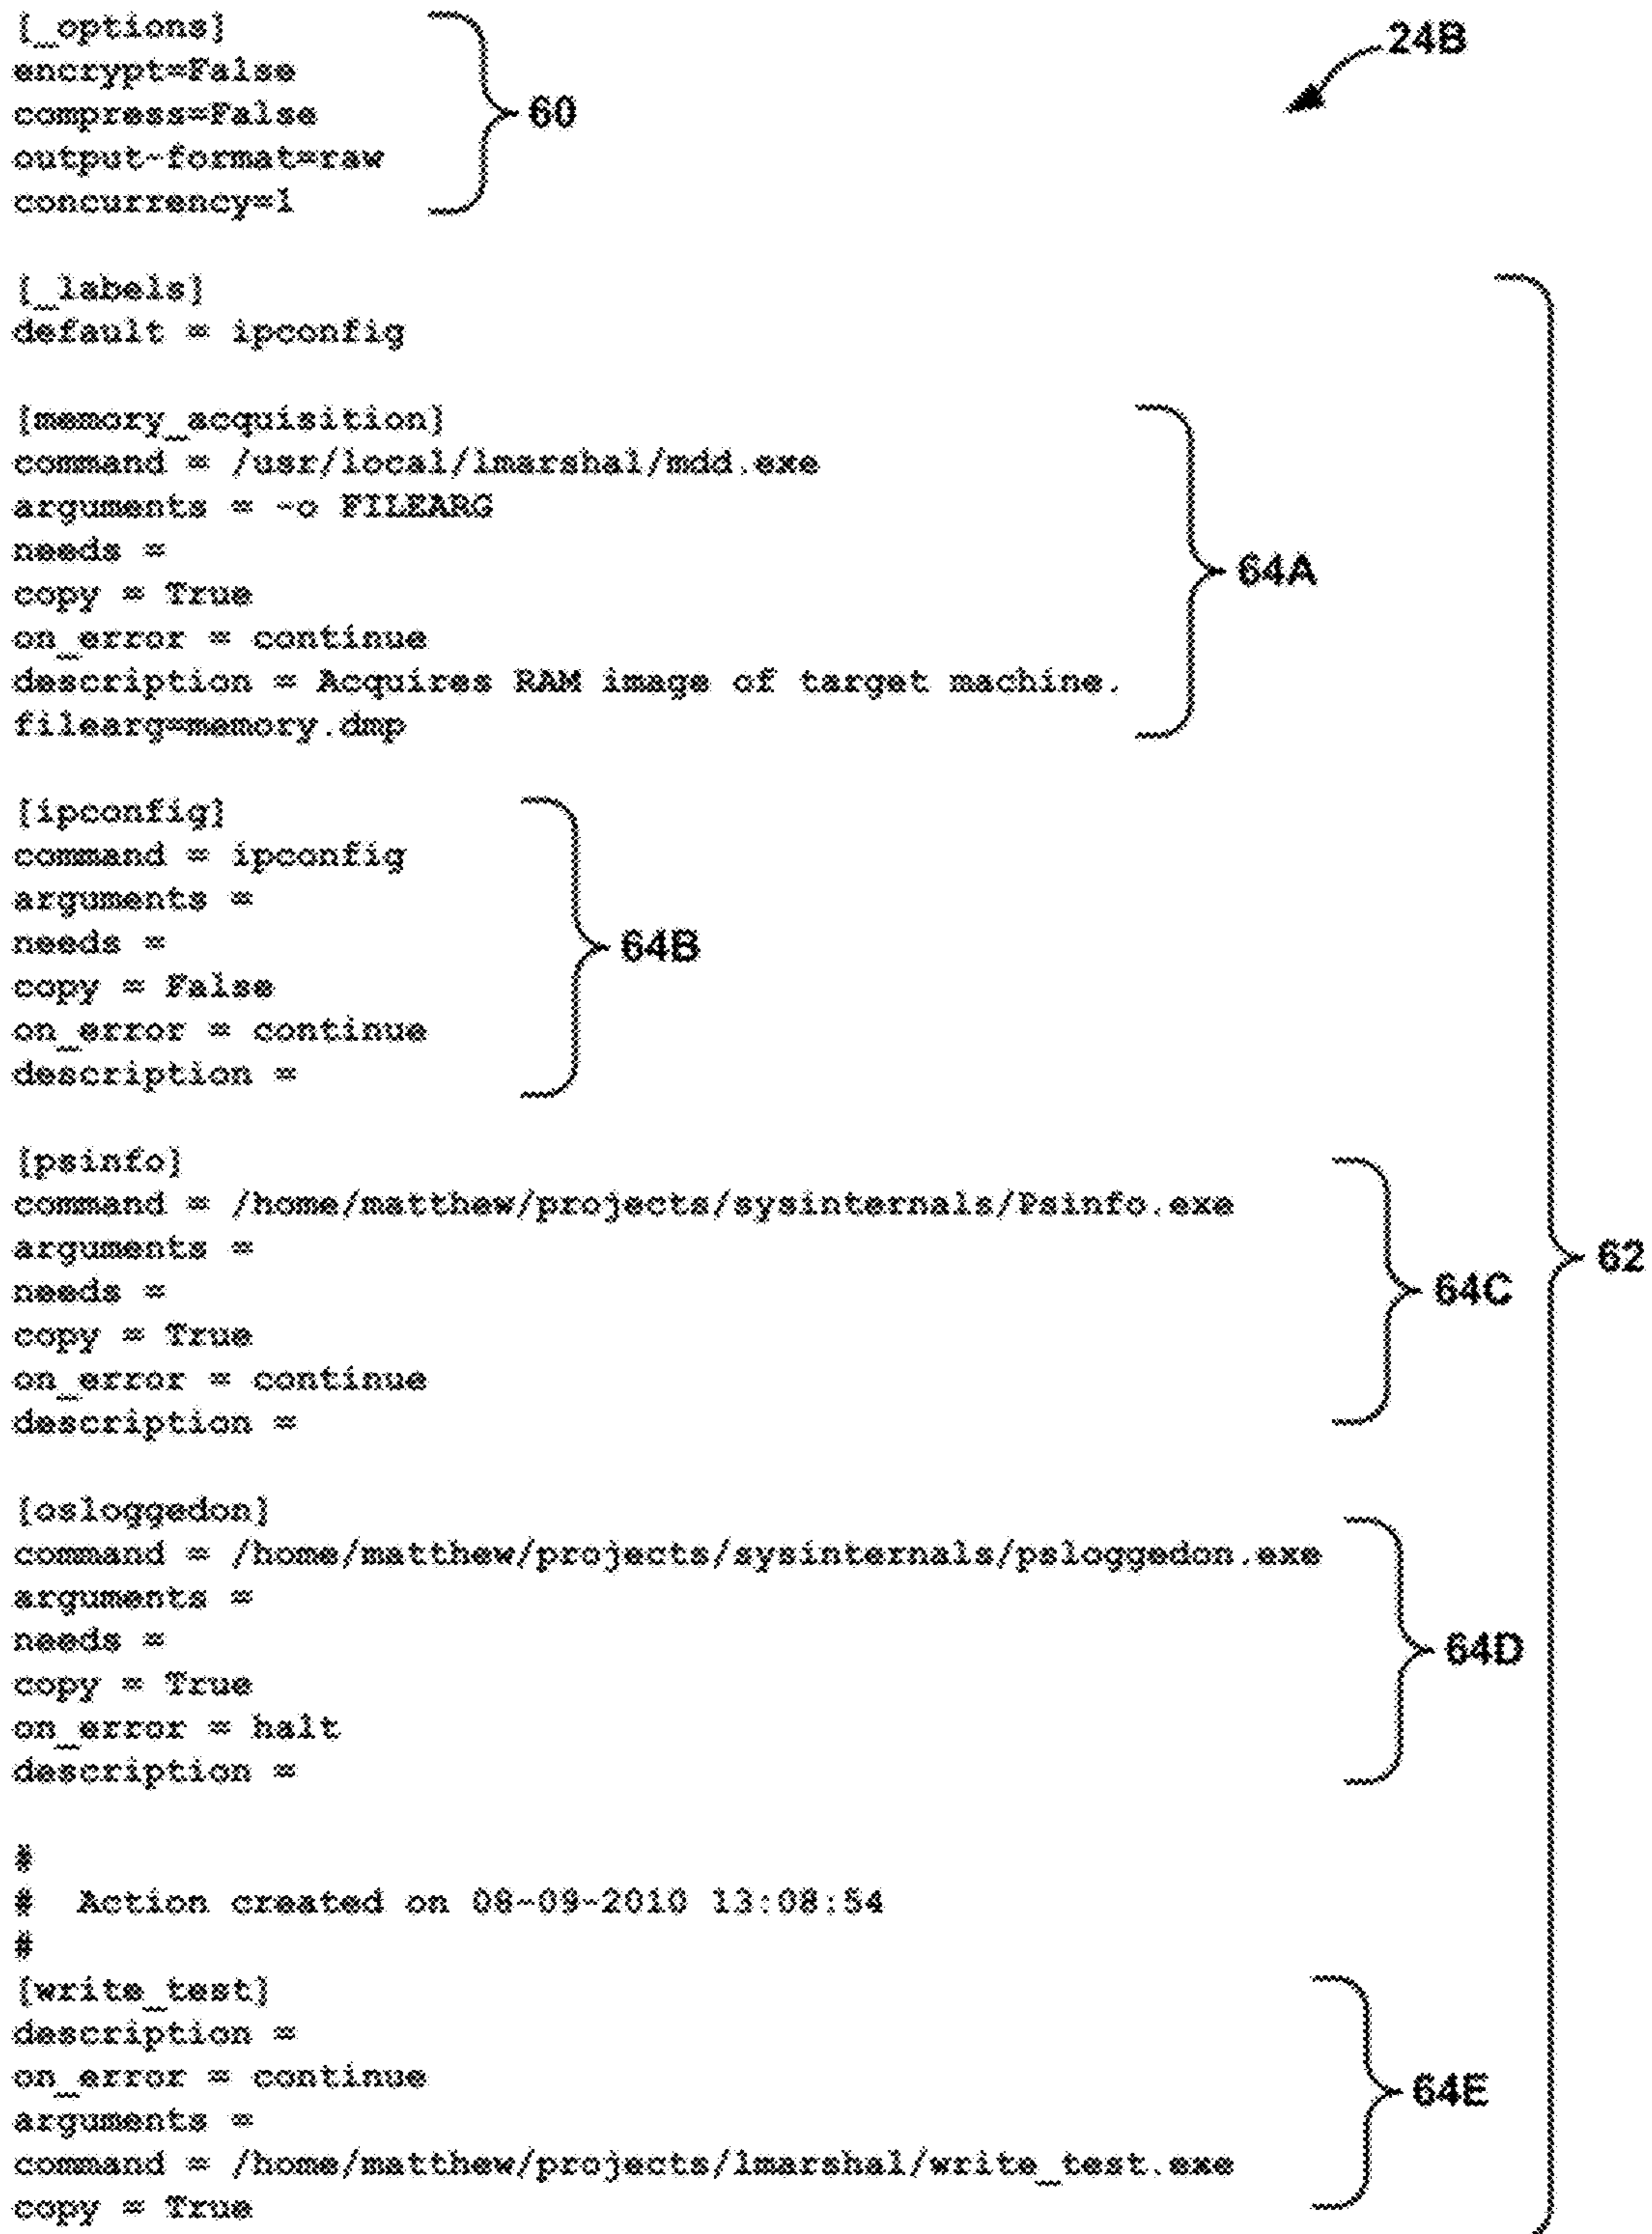 [_options]
encrypt=False
compress=False
output-format=raw
concurrency=1
60
24B
[_labels]
default = ipconfig
[memory_acquisition]
command = /usr/local/lmarshal/mdd.exe
arguments = -o FILEARG
needs =
copy = True
on_error = continue
description = Acquires RAM image of target machine.
filearg=memory.dmp
64A
[ipconfig]
command = ipconfig
arguments =
needs =
copy = False
on_error = continue
description =
64B
[psinfo]
command = /home/matthew/projects/sysinternals/Psinfo.exe
arguments =
needs =
copy = True
on_error = continue
description =
64C
62
[osloggedon]
command = /home/matthew/projects/sysinternals/psloggedon.exe
arguments =
needs =
copy = True
on_error = halt
description =
64D
#
# Action created on 08-09-2010 13:08:54
#
[write_test]
description =
on_error = continue
arguments =
command = /home/matthew/projects/lmarshal/write_test.exe
copy = True
64E